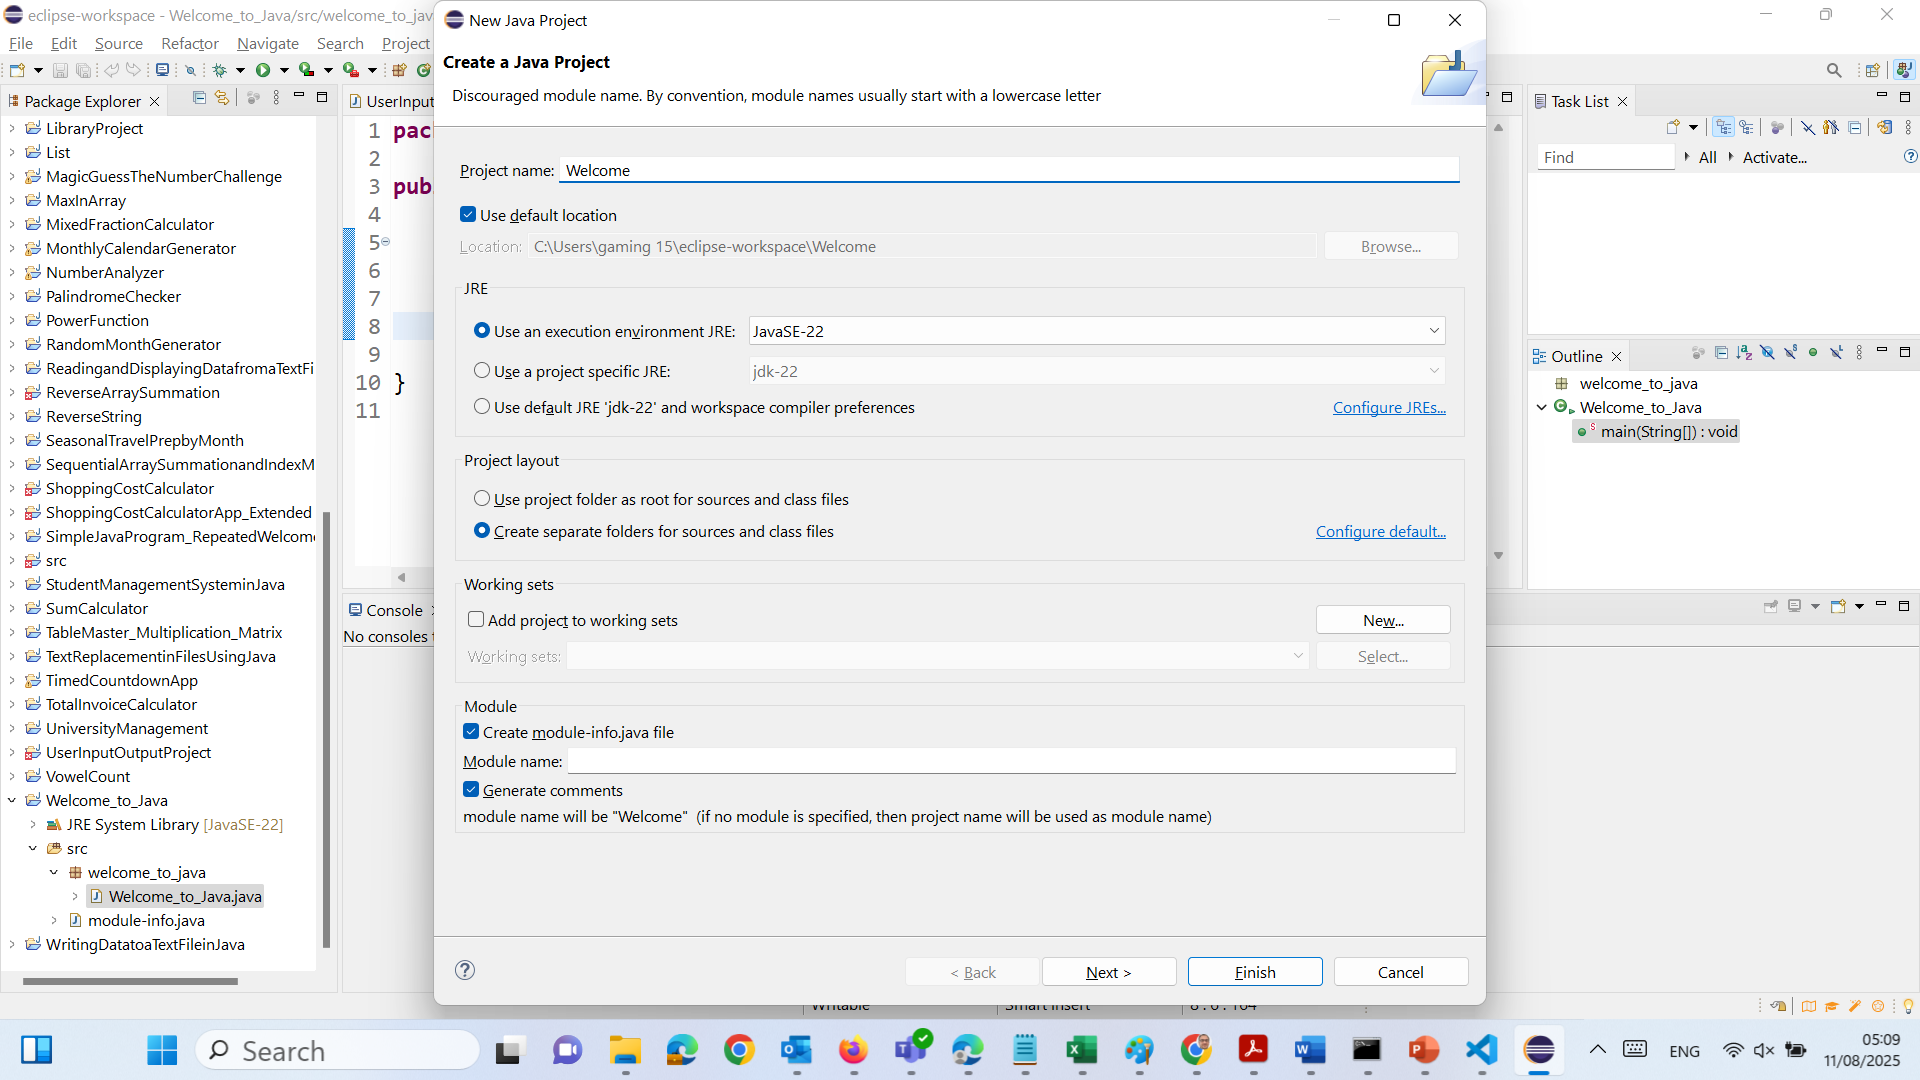 eclipse-workspace - Welcome_to_Java/src/welcome_to_jav
File Edit Source Refactor Navigate Search Project
Package Explorer
LibraryProject
List
MagicGuessTheNumberChallenge
MaxInArray
MixedFractionCalculator
MonthlyCalendarGenerator
NumberAnalyzer
PalindromeChecker
PowerFunction
RandomMonthGenerator
ReadingandDisplayingDatafromaTextFi
ReverseArraySummation
ReverseString
SeasonalTravelPrepbyMonth
SequentialArraySummationandIndexM
ShoppingCostCalculator
ShoppingCostCalculatorApp_Extended
SimpleJavaProgram_RepeatedWelcome
src
StudentManagementSysteminJava
SumCalculator
TableMaster_Multiplication_Matrix
TextReplacementinFilesUsingJava
TimedCountdownApp
TotalInvoiceCalculator
UniversityManagement
UserInputOutputProject
VowelCount
Welcome_to_Java
JRE System Library [JavaSE-22]
src
welcome_to_java
Welcome_to_Java.java
module-info.java
WritingDatatoaTextFileinJava
UserInput
1 pac
2
3 pub
4
5
6
7
8
9
10 }
11
Console
No consoles
New Java Project
Create a Java Project
Discouraged module name. By convention, module names usually start with a lowercase letter
Project name: Welcome
Use default location
Location: C:\Users\gaming 15\eclipse-workspace\Welcome Browse...
JRE
Use an execution environment JRE: JavaSE-22
Use a project specific JRE: jdk-22
Use default JRE 'jdk-22' and workspace compiler preferences Configure JREs...
Project layout
Use project folder as root for sources and class files
Create separate folders for sources and class files Configure default...
Working sets
Add project to working sets New...
Working sets: Select...
Module
Create module-info.java file
Module name:
Generate comments
module name will be "Welcome" (if no module is specified, then project name will be used as module name)
< Back Next > Finish Cancel
Task List
Find All Activate...
Outline
welcome_to_java
Welcome_to_Java
main(String[]) : void
Writable Smart Insert 8 : 6 : 104
Search
ENG
05:09
11/08/2025